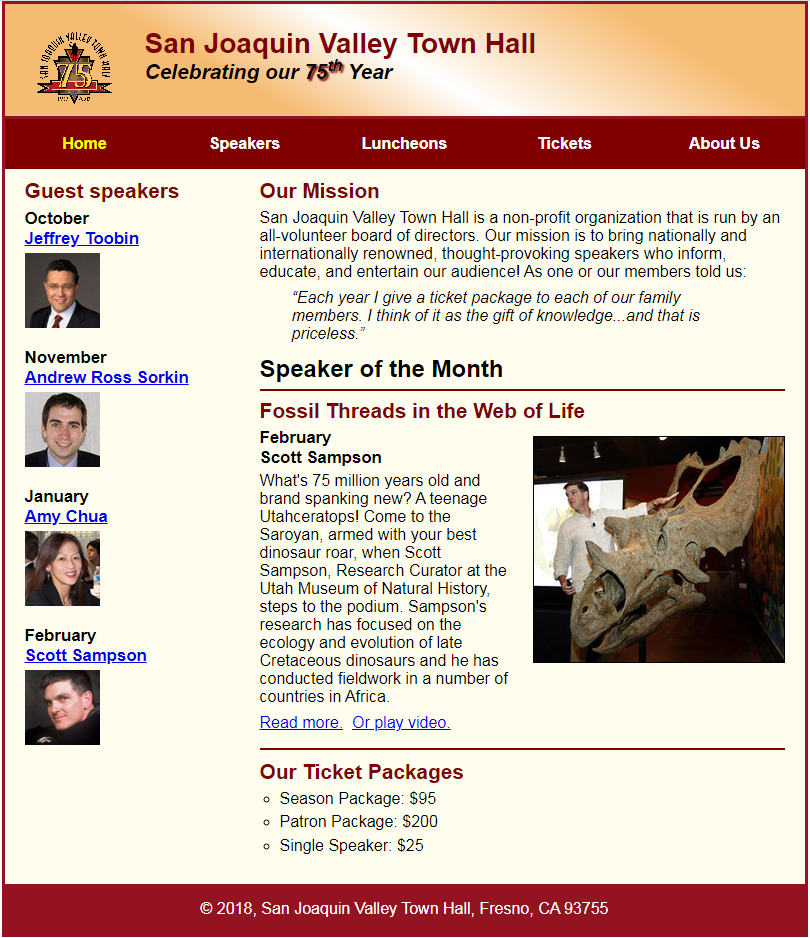 SAN JOAQUIN VALLEY TOWN HALL
75
San Joaquin Valley Town Hall
Celebrating our 75th Year
Home Speakers Luncheons Tickets About Us
Guest speakers
October
Jeffrey Toobin
November
Andrew Ross Sorkin
January
Amy Chua
February
Scott Sampson
Our Mission
San Joaquin Valley Town Hall is a non-profit organization that is run by an
all-volunteer board of directors. Our mission is to bring nationally and
internationally renowned, thought-provoking speakers who inform,
educate, and entertain our audience! As one or our members told us:
“Each year I give a ticket package to each of our family
members. I think of it as the gift of knowledge...and that is
priceless.”
Speaker of the Month
Fossil Threads in the Web of Life
February
Scott Sampson
What's 75 million years old and
brand spanking new? A teenage
Utahceratops! Come to the
Saroyan, armed with your best
dinosaur roar, when Scott
Sampson, Research Curator at the
Utah Museum of Natural History,
steps to the podium. Sampson's
research has focused on the
ecology and evolution of late
Cretaceous dinosaurs and he has
conducted fieldwork in a number of
countries in Africa.
Read more. Or play video.
Our Ticket Packages
Season Package: $95
Patron Package: $200
Single Speaker: $25
© 2018, San Joaquin Valley Town Hall, Fresno, CA 93755